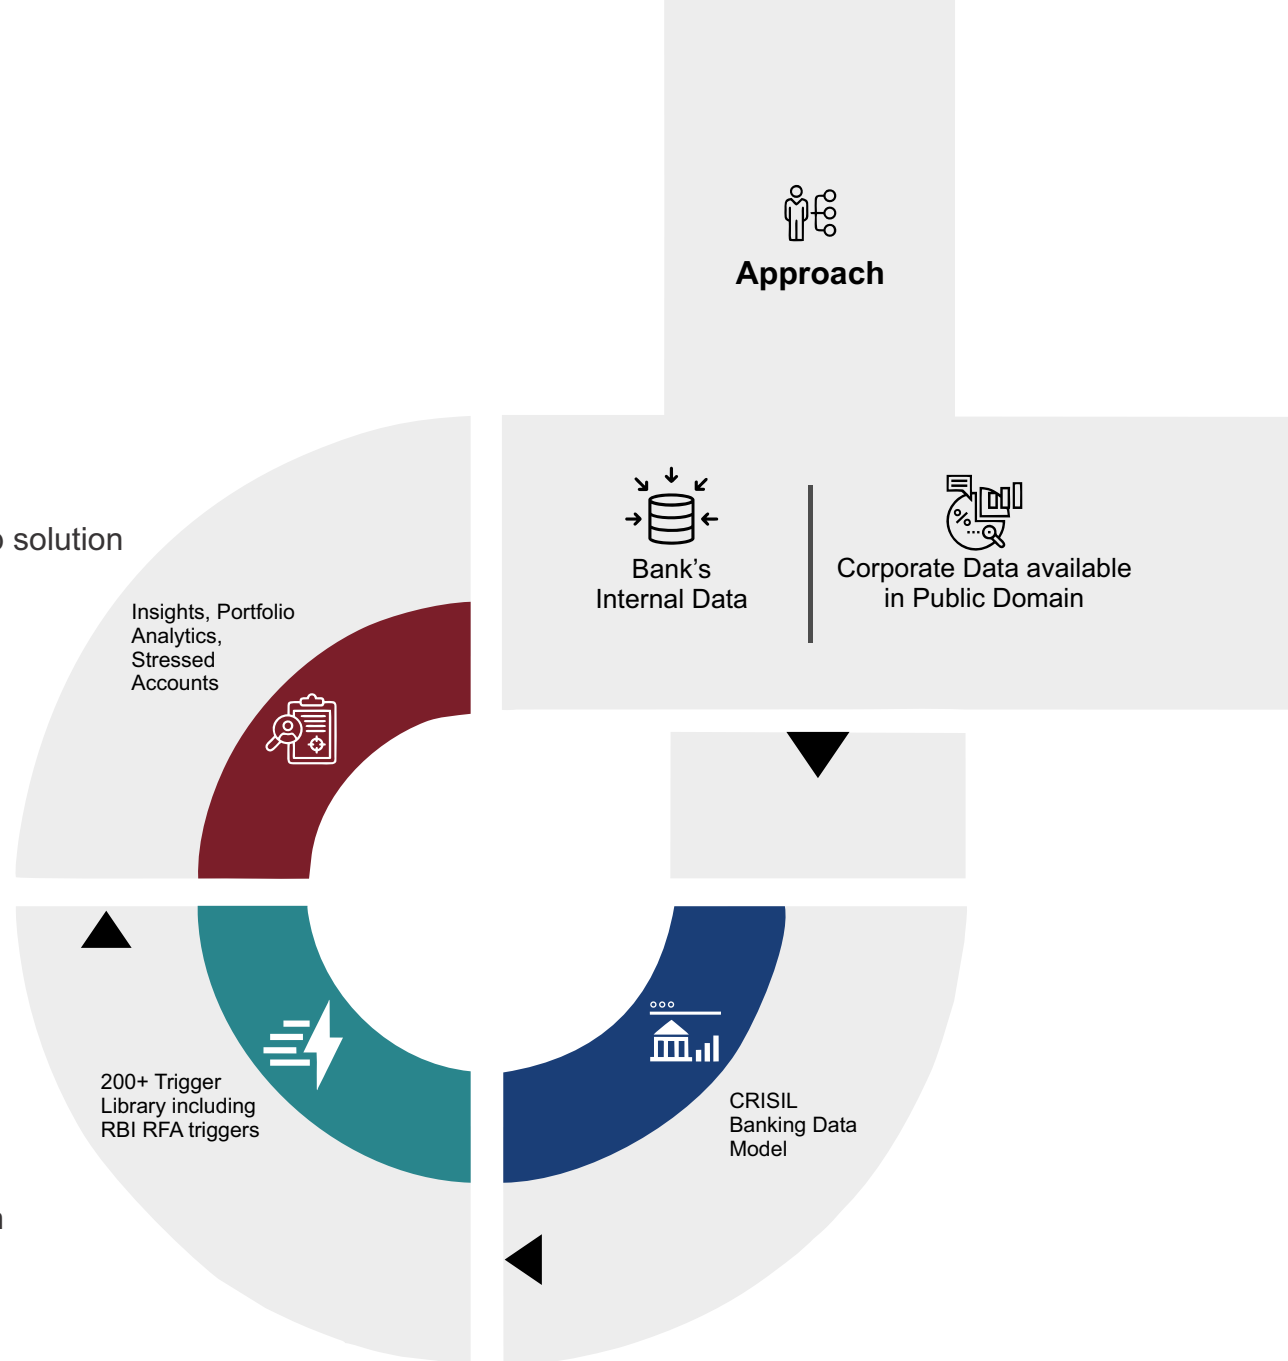 Approach
Bank’s
Internal Data
Corporate Data available
in Public Domain
solution
Insights, Portfolio
Analytics,
Stressed
Accounts
200+ Trigger
Library including
RBI RFA triggers
CRISIL
Banking Data
Model